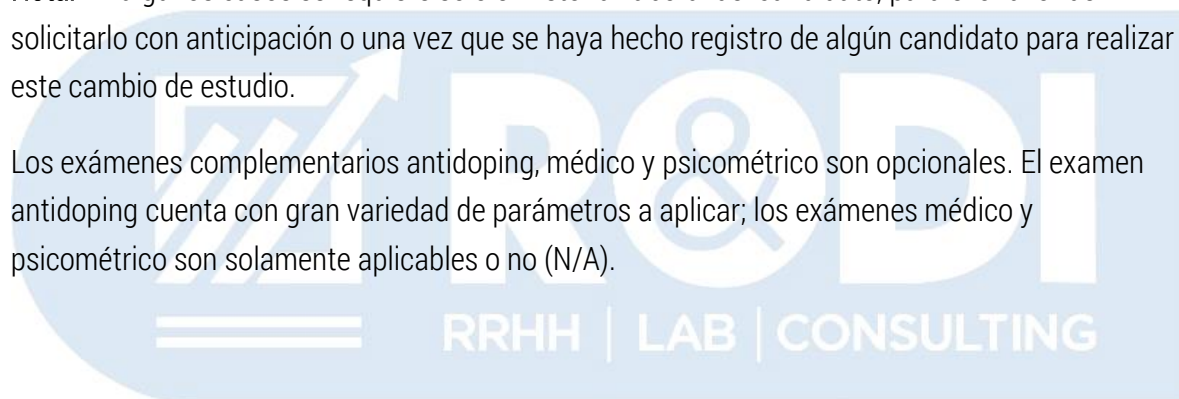 solicitarlo con anticipación o una vez que se haya hecho registro de algún candidato para realizar
este cambio de estudio.
Los exámenes complementarios antidoping, médico y psicométrico son opcionales. El examen
antidoping cuenta con gran variedad de parámetros a aplicar; los exámenes médico y
psicométrico son solamente aplicables o no (N/A).
R&DI
RRHH | LAB | CONSULTING